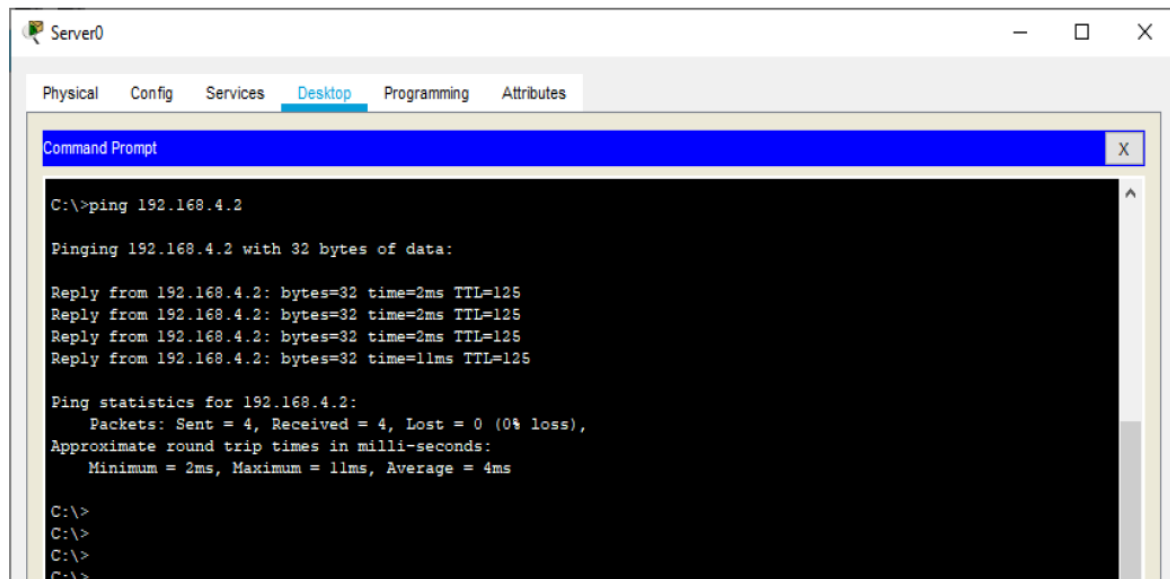 Server0
Physical Config Services Desktop Programming Attributes
Command Prompt X
C:\>ping 192.168.4.2
Pinging 192.168.4.2 with 32 bytes of data:
Reply from 192.168.4.2: bytes=32 time=2ms TTL=125
Reply from 192.168.4.2: bytes=32 time=2ms TTL=125
Reply from 192.168.4.2: bytes=32 time=2ms TTL=125
Reply from 192.168.4.2: bytes=32 time=11ms TTL=125
Ping statistics for 192.168.4.2:
Packets: Sent = 4, Received = 4, Lost = 0 (0% loss),
Approximate round trip times in milli-seconds:
Minimum = 2ms, Maximum = 11ms, Average = 4ms
C:\>
C:\>
C:\>
C:\>